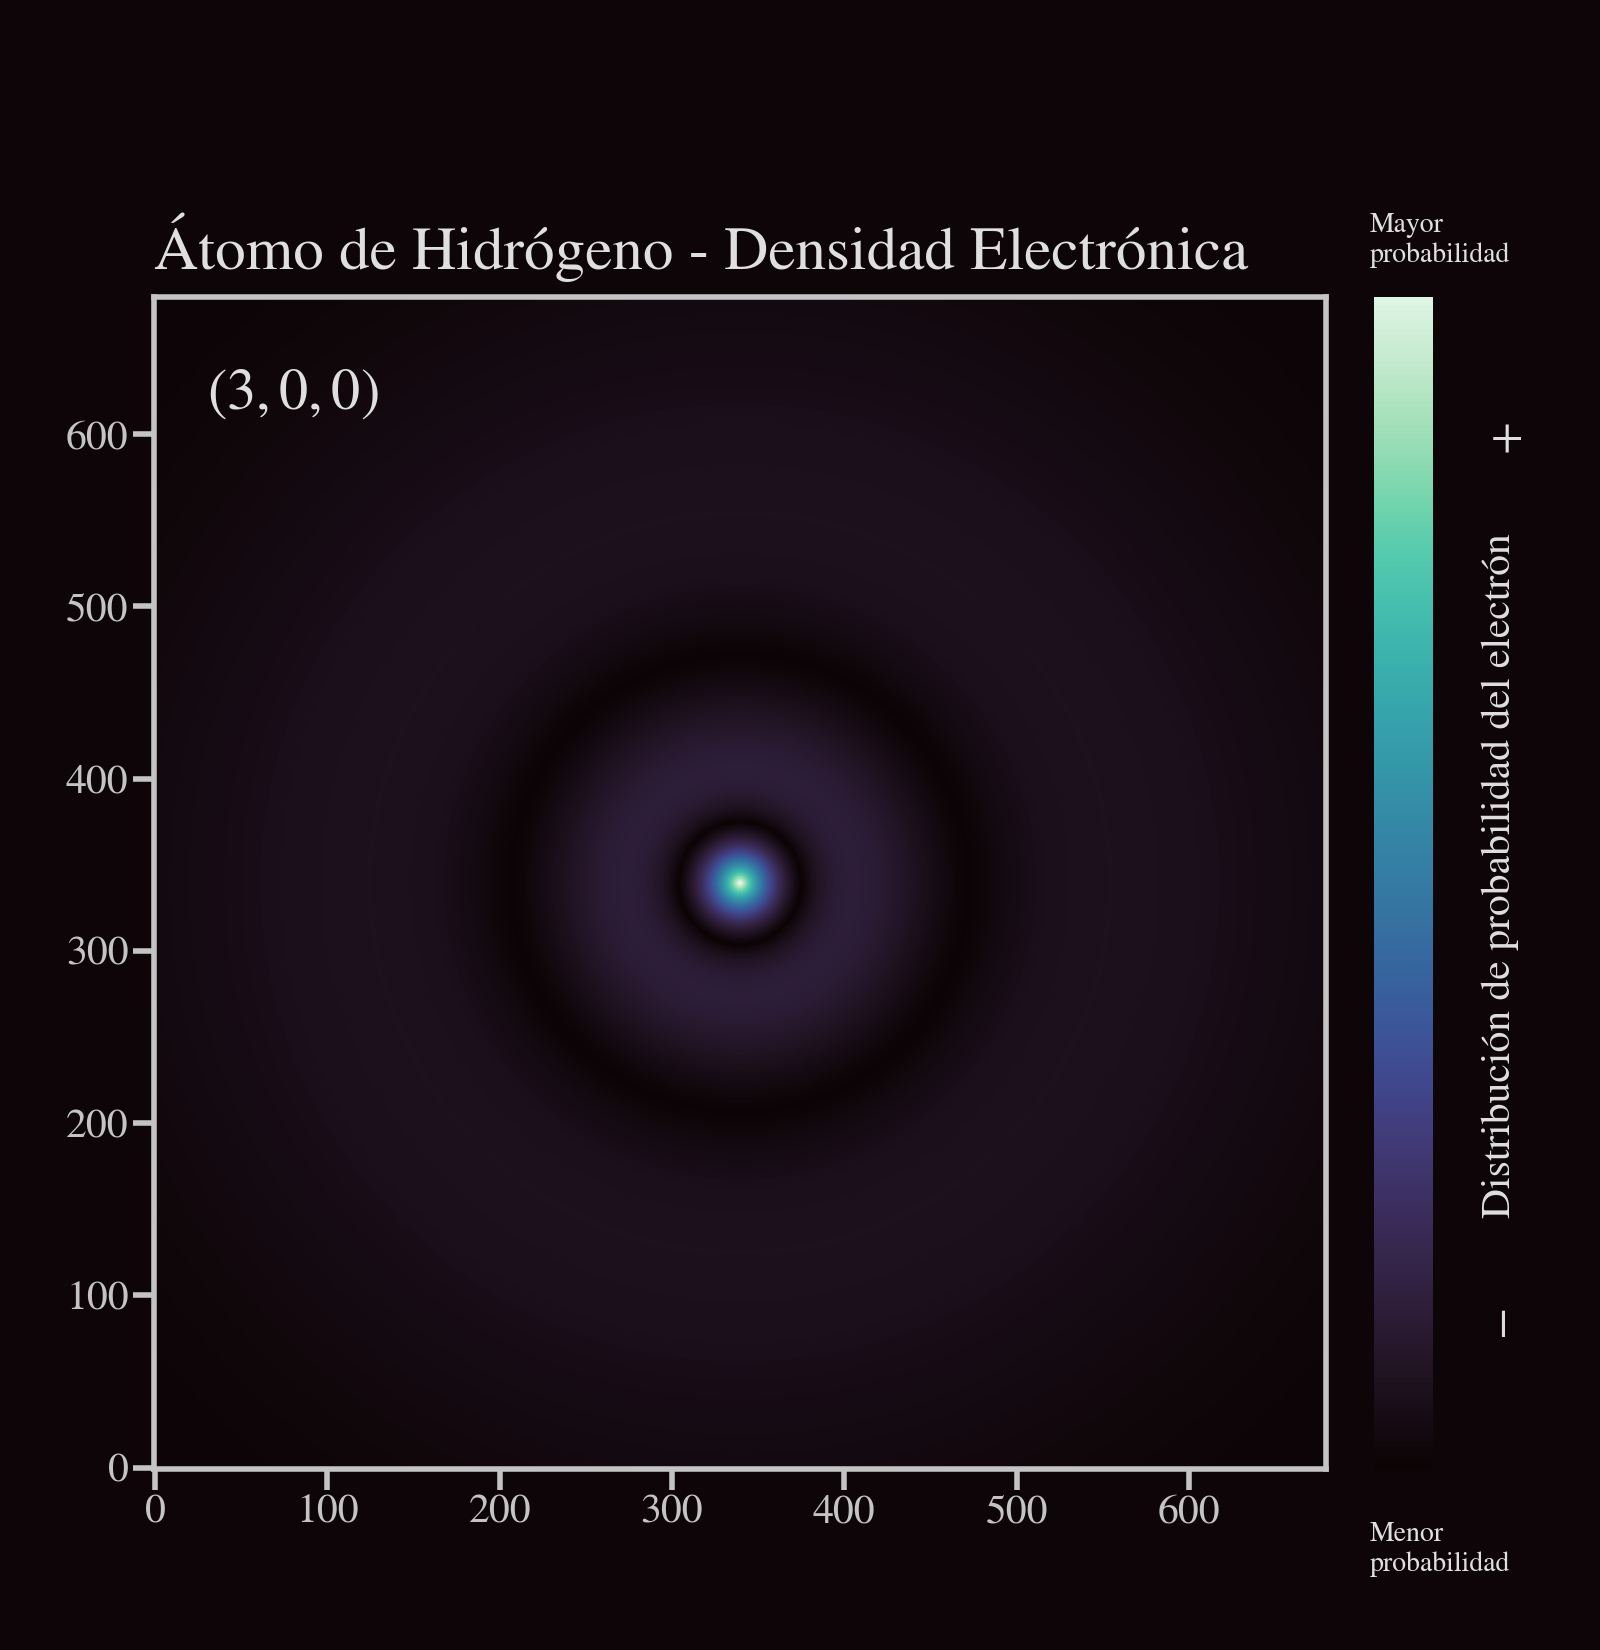 Átomo de Hidrógeno - Densidad Electrónica
Mayor
probabilidad
(3, 0, 0)
600
500
400
300
200
100
0
0 100 200 300 400 500 600
− Distribución de probabilidad del electrón +
Menor
probabilidad